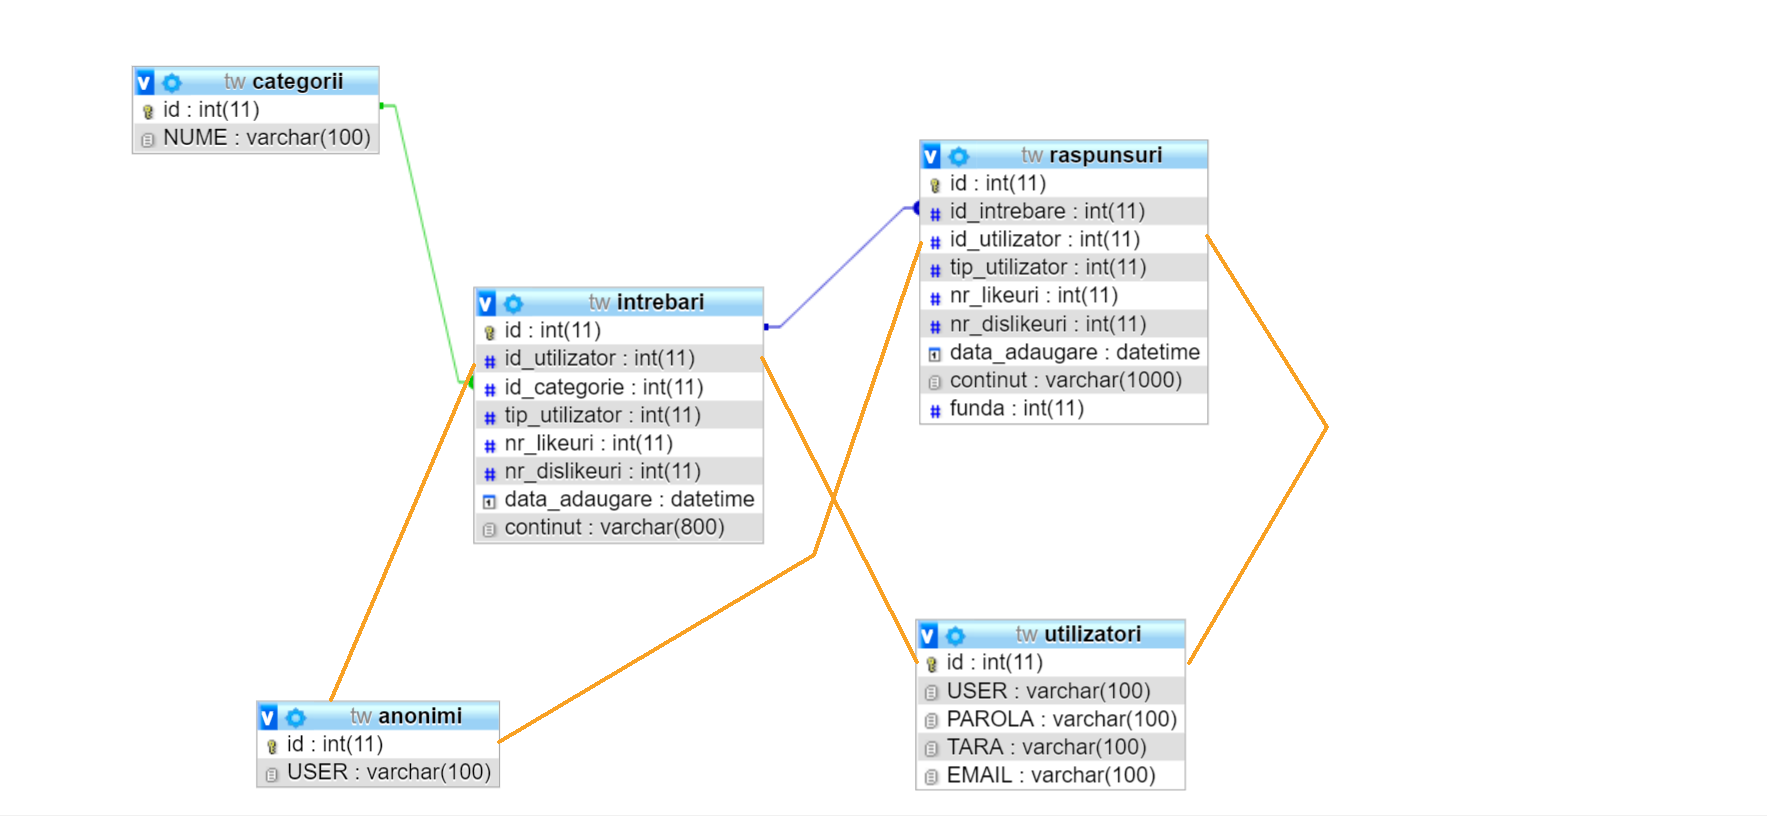 tw categorii
id : int(11)
NUME : varchar(100)
tw raspunsuri
id : int(11)
id_intrebare : int(11)
id_utilizator : int(11)
tip_utilizator : int(11)
nr_likeuri : int(11)
nr_dislikeuri : int(11)
data_adaugare : datetime
continut : varchar(1000)
funda : int(11)
tw intrebari
id : int(11)
id_utilizator : int(11)
id_categorie : int(11)
tip_utilizator : int(11)
nr_likeuri : int(11)
nr_dislikeuri : int(11)
data_adaugare : datetime
continut : varchar(800)
tw utilizatori
id : int(11)
USER : varchar(100)
PAROLA : varchar(100)
TARA : varchar(100)
EMAIL : varchar(100)
tw anonimi
id : int(11)
USER : varchar(100)